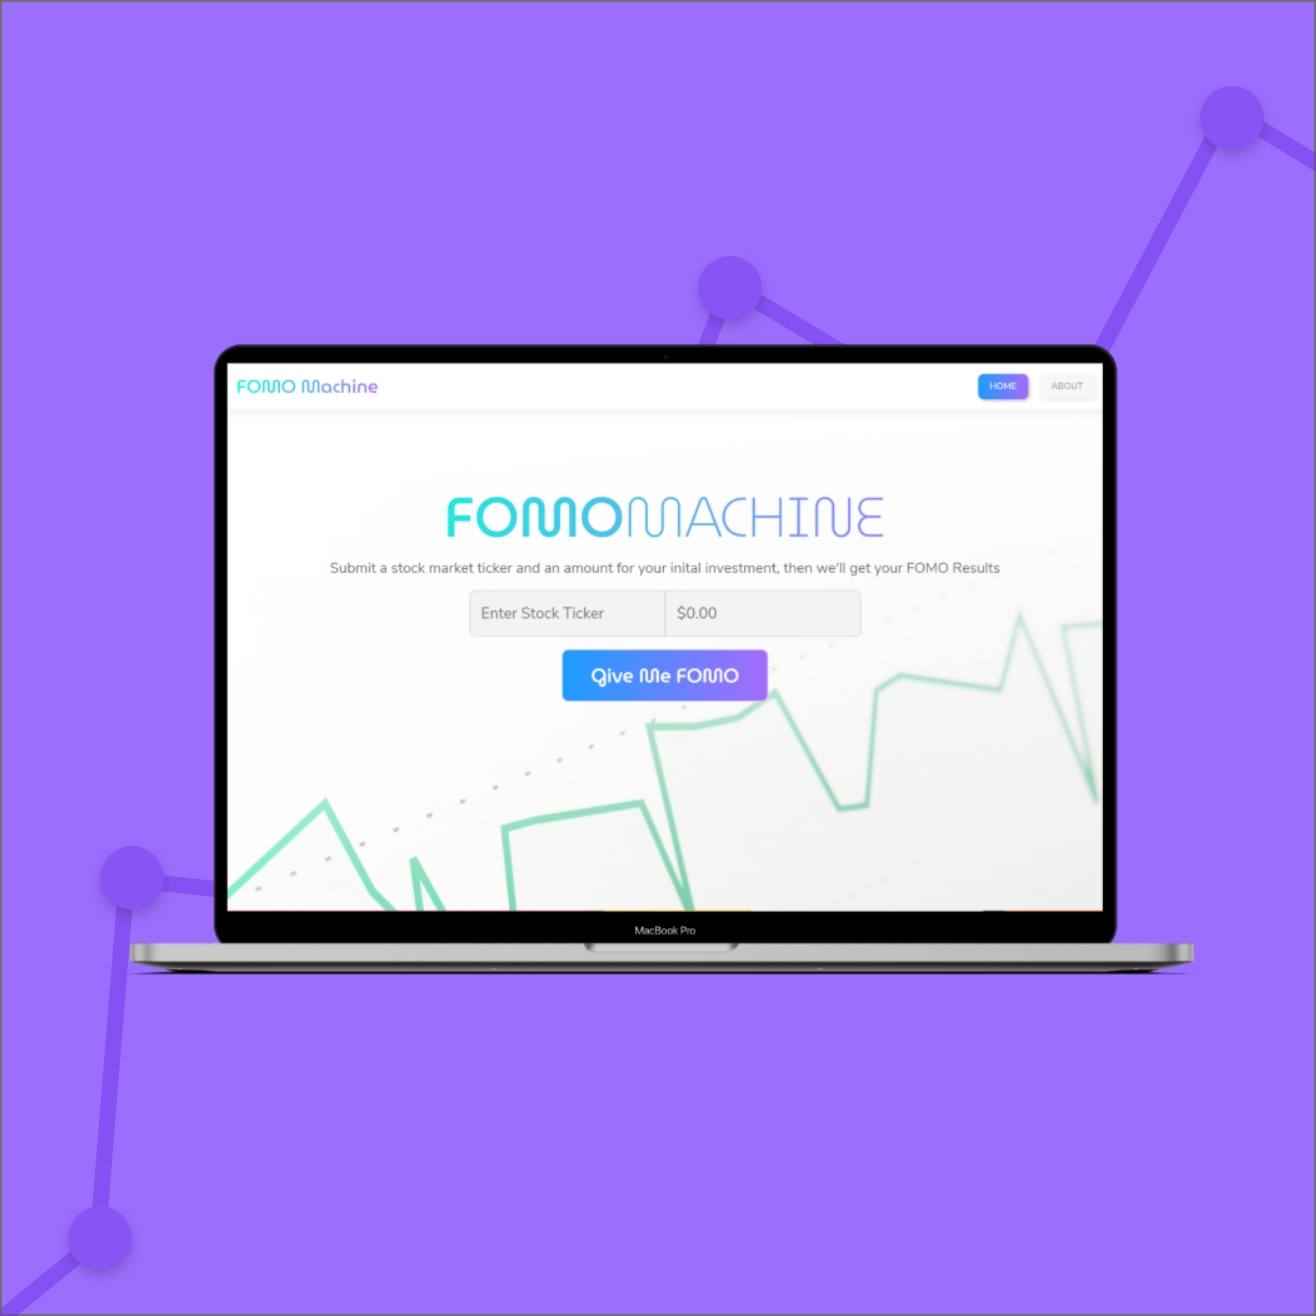 FOMO Machine
HOME
ABOUT
FOMOMACHINE
Submit a stock market ticker and an amount for your inital investment, then we'll get your FOMO Results
Enter Stock Ticker
$0.00
Give Me FOMO
MacBook Pro